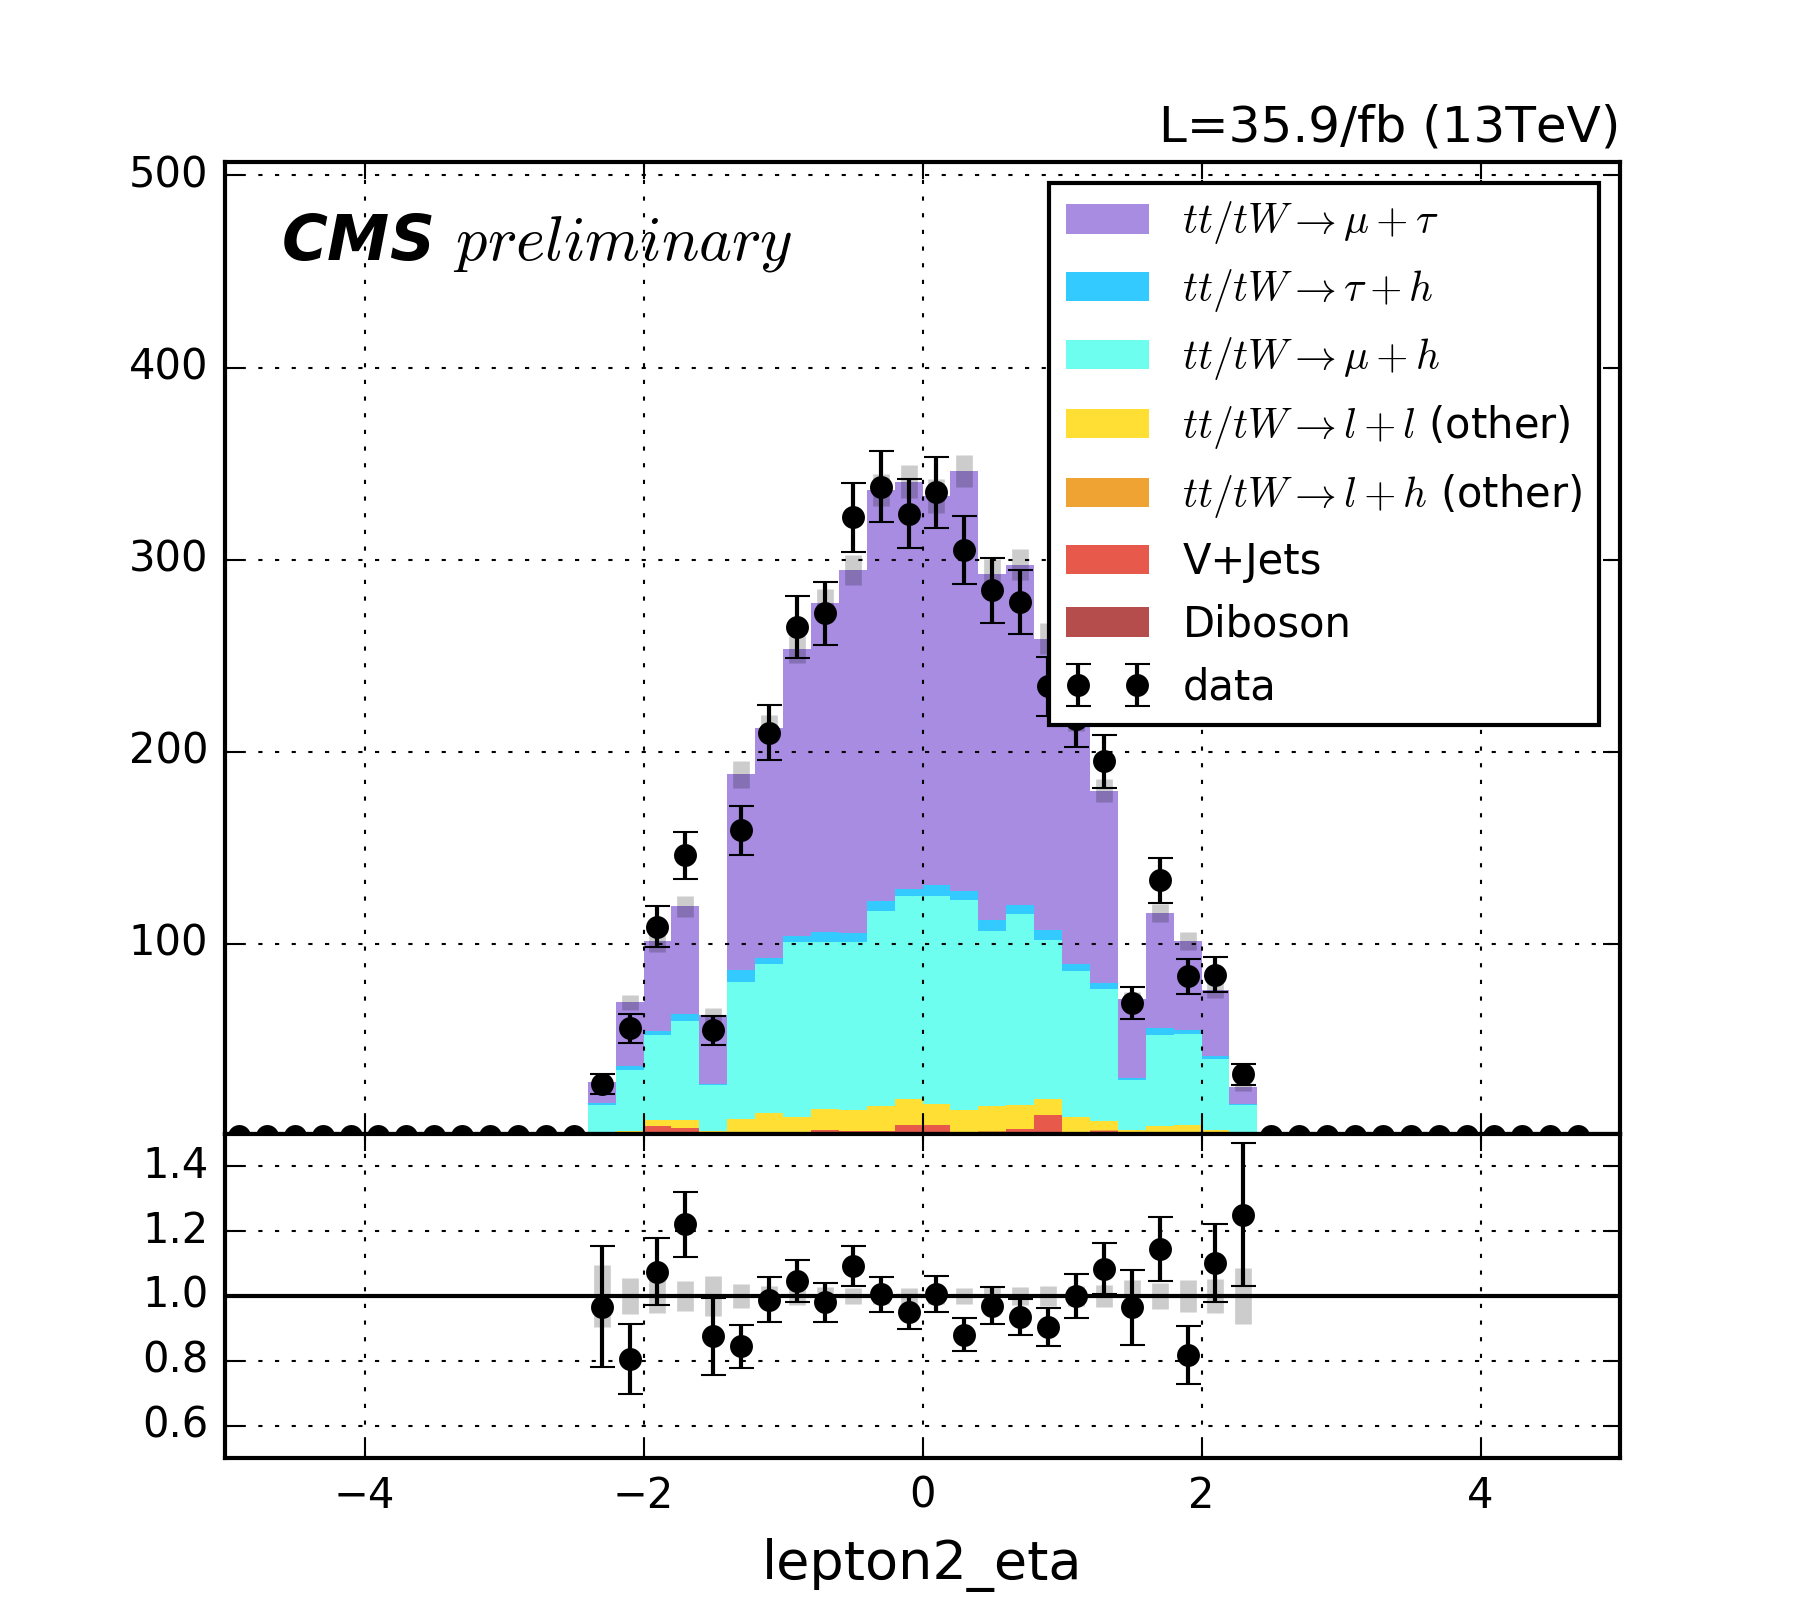 L=35.9/fb (13TeV)
CMS preliminary
500
400
300
200
100
tt/tW→μ+τ
tt/tW→τ+h
tt/tW→μ+h
tt/tW→l+l (other)
tt/tW→l+h (other)
V+Jets
Diboson
data
1.4
1.2
1.0
0.8
0.6
−4 −2 0 2 4
lepton2_eta